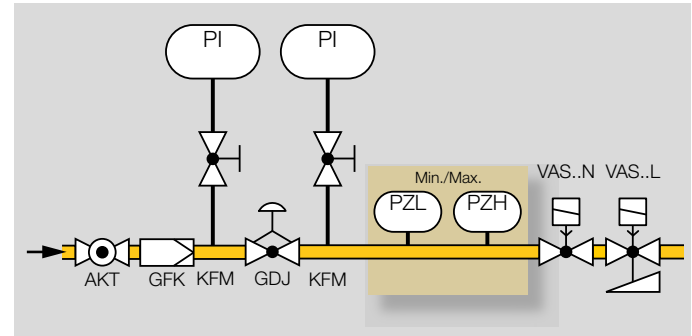 PI PI
Min./Max. VAS..N VAS..L
PZL PZH
AKT GFK KFM GDJ KFM